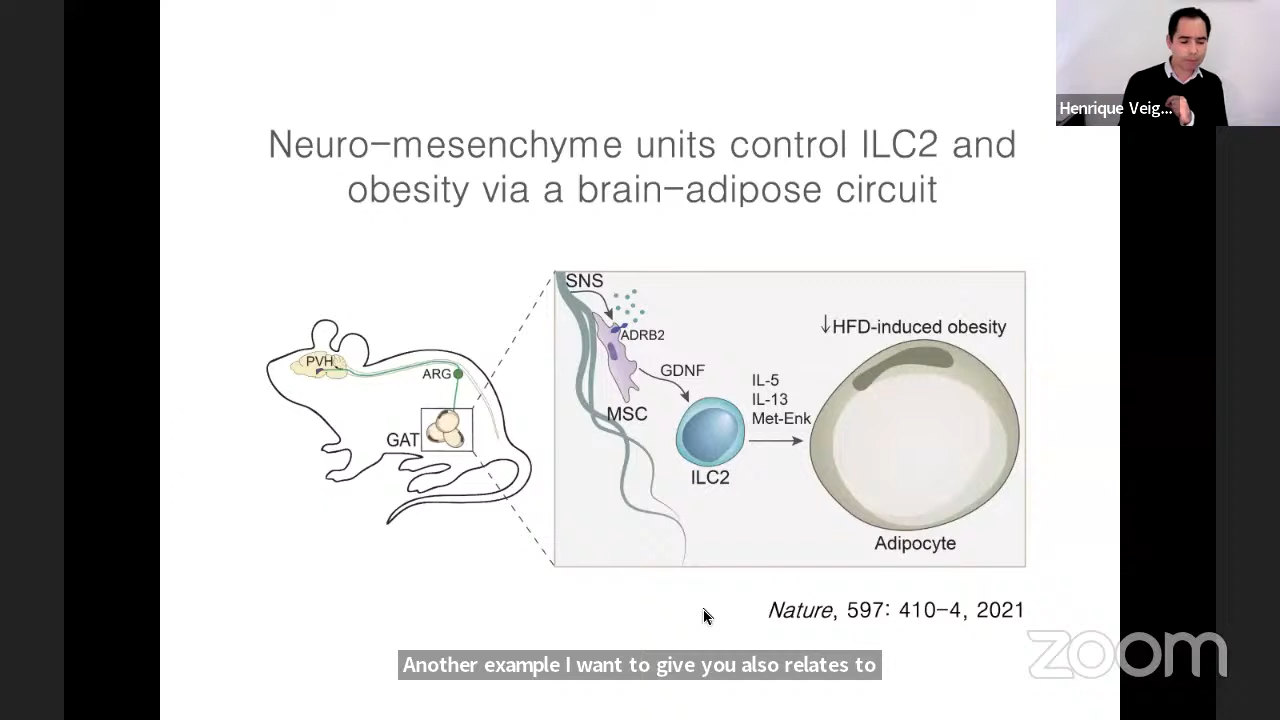 Henrique Veig...
Neuro-mesenchyme units control ILC2 and
obesity via a brain-adipose circuit
SNS
ADRB2
↓HFD-induced obesity
PVH
ARG
GDNF
IL-5
IL-13
Met-Enk
MSC
GAT
ILC2
Adipocyte
Nature, 597: 410-4, 2021
zoom
Another example I want to give you also relates to